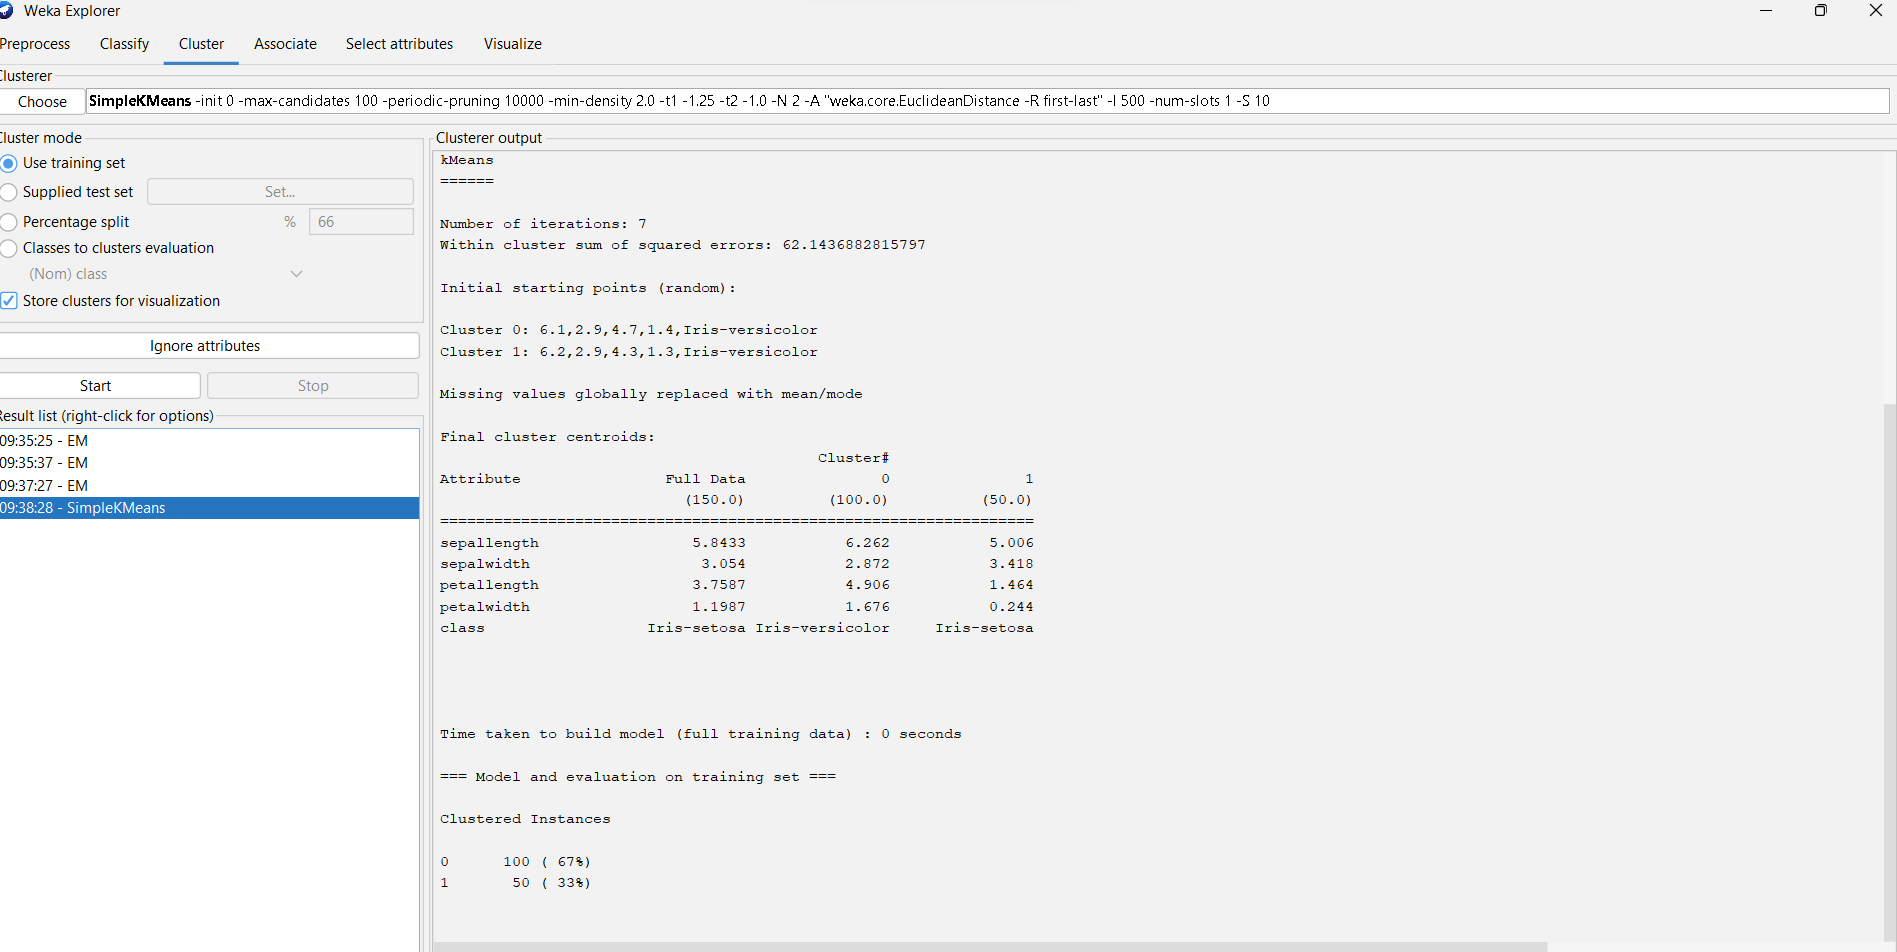 Weka Explorer
Preprocess Classify Cluster Associate Select attributes Visualize
Clusterer
Choose SimpleKMeans -init 0 -max-candidates 100 -periodic-pruning 10000 -min-density 2.0 -t1 -1.25 -t2 -1.0 -N 2 -A "weka.core.EuclideanDistance -R first-last" -I 500 -num-slots 1 -S 10
Cluster mode
Use training set
Supplied test set Set...
Percentage split % 66
Classes to clusters evaluation
(Nom) class
Store clusters for visualization
Ignore attributes
Start Stop
Result list (right-click for options)
09:35:25 - EM
09:35:37 - EM
09:37:27 - EM
09:38:28 - SimpleKMeans
Clusterer output
kMeans
======
Number of iterations: 7
Within cluster sum of squared errors: 62.1436882815797
Initial starting points (random):
Cluster 0: 6.1,2.9,4.7,1.4,Iris-versicolor
Cluster 1: 6.2,2.9,4.3,1.3,Iris-versicolor
Missing values globally replaced with mean/mode
Final cluster centroids:
Cluster#
Attribute Full Data 0 1
(150.0) (100.0) (50.0)
==================================================================
sepallength 5.8433 6.262 5.006
sepalwidth 3.054 2.872 3.418
petallength 3.7587 4.906 1.464
petalwidth 1.1987 1.676 0.244
class Iris-setosa Iris-versicolor Iris-setosa
Time taken to build model (full training data) : 0 seconds
=== Model and evaluation on training set ===
Clustered Instances
0 100 ( 67%)
1 50 ( 33%)